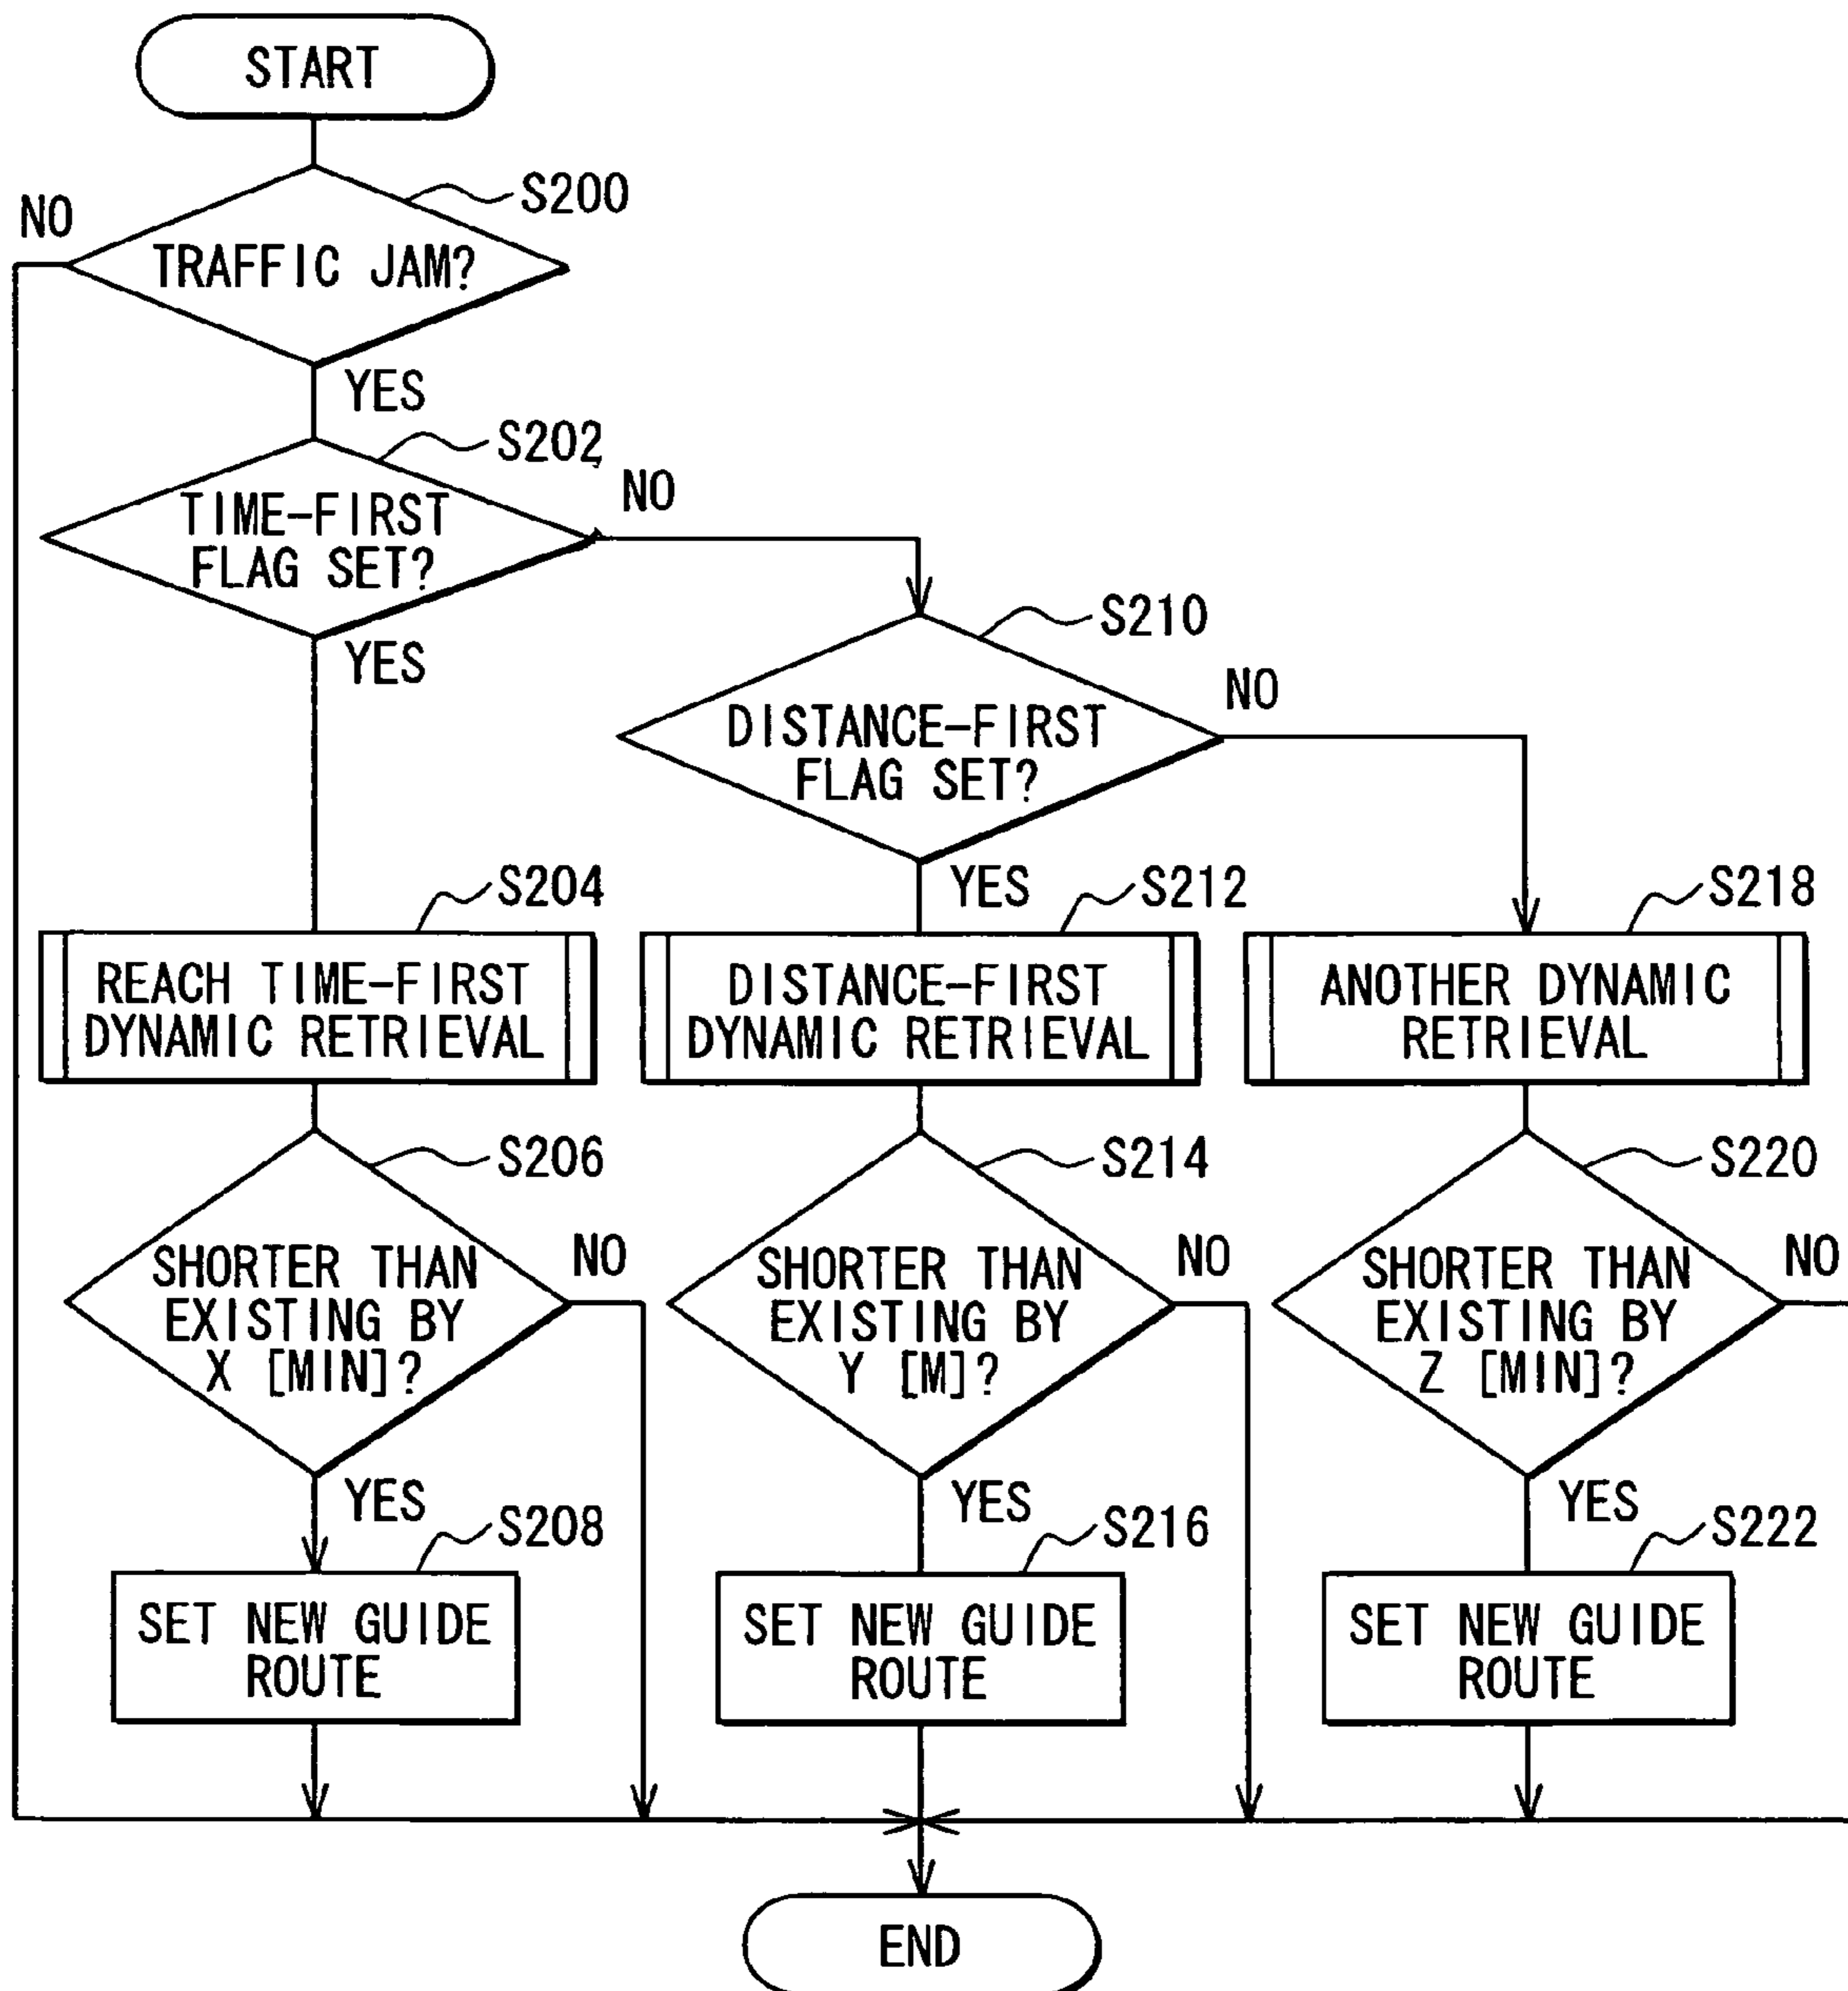 START
S200
NO
TRAFFIC JAM?
YES
S202
NO
TIME-FIRST
FLAG SET?
YES
S210
NO
DISTANCE-FIRST
FLAG SET?
YES
S204
S212
S218
REACH TIME-FIRST
DYNAMIC RETRIEVAL
DISTANCE-FIRST
DYNAMIC RETRIEVAL
ANOTHER DYNAMIC
RETRIEVAL
S206
S214
S220
SHORTER THAN
EXISTING BY
X [MIN]?
NO
SHORTER THAN
EXISTING BY
Y [M]?
NO
SHORTER THAN
EXISTING BY
Z [MIN]?
NO
YES
YES
YES
S208
S216
S222
SET NEW GUIDE
ROUTE
SET NEW GUIDE
ROUTE
SET NEW GUIDE
ROUTE
END